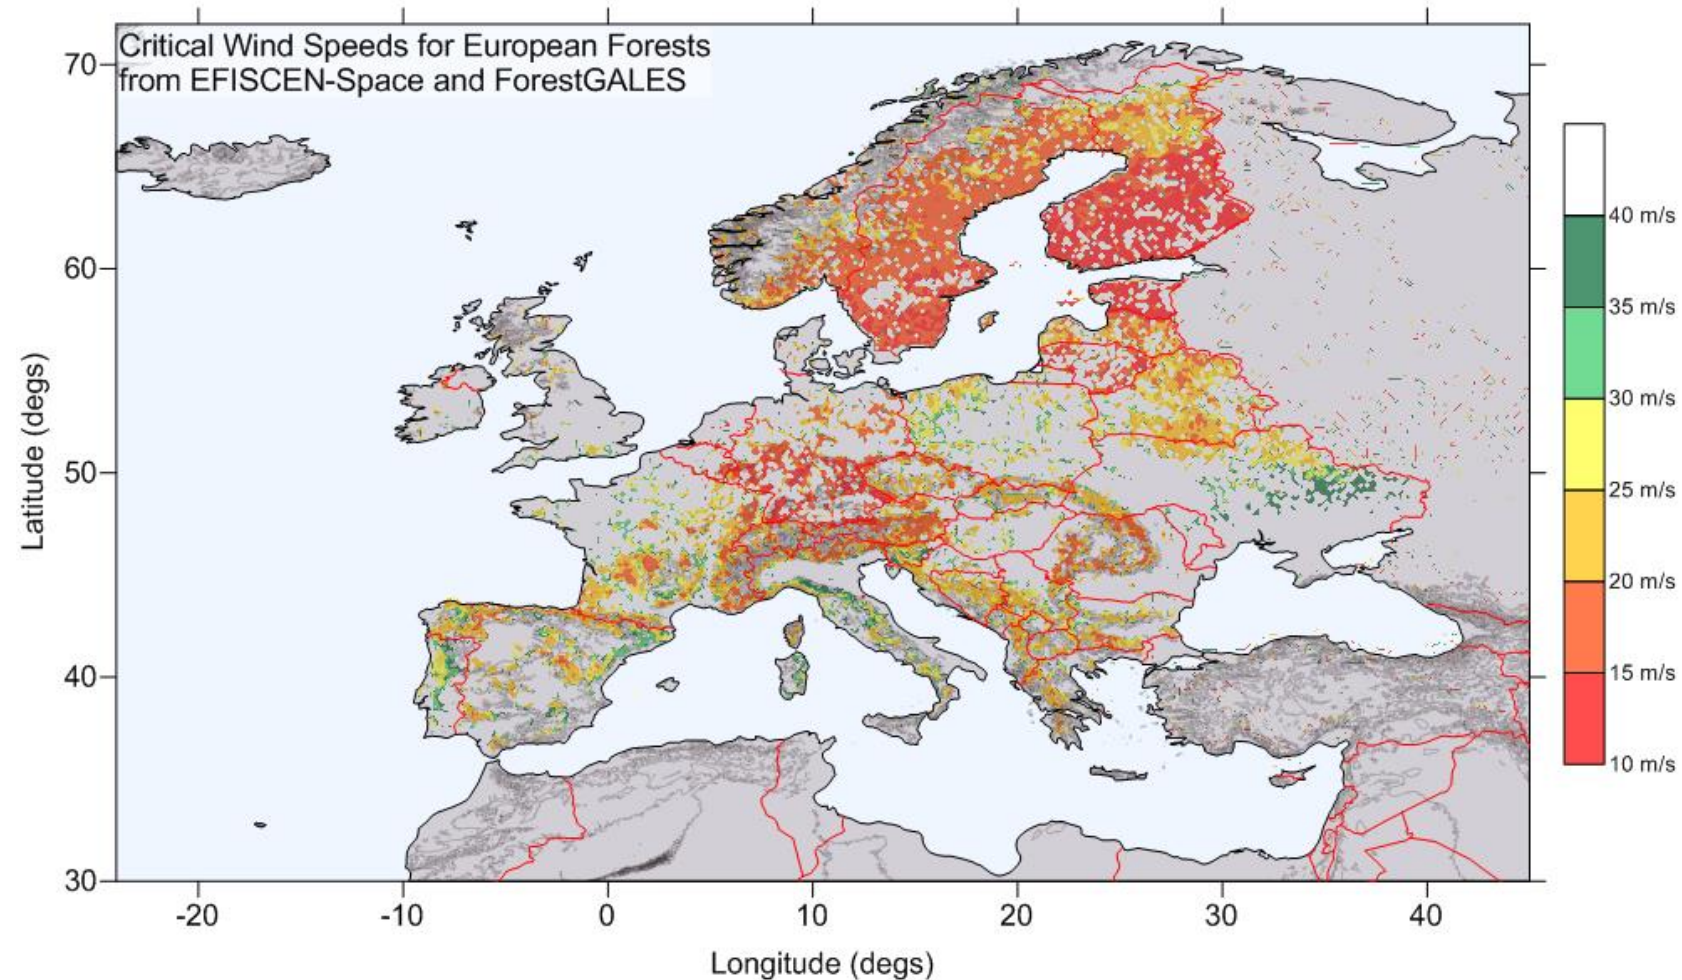 Critical Wind Speeds for European Forests
from EFISCEN-Space and ForestGALES
70
60
50
40
30
Latitude (degs)
-20
-10
0
10
20
30
40
Longitude (degs)
40 m/s
35 m/s
30 m/s
25 m/s
20 m/s
15 m/s
10 m/s